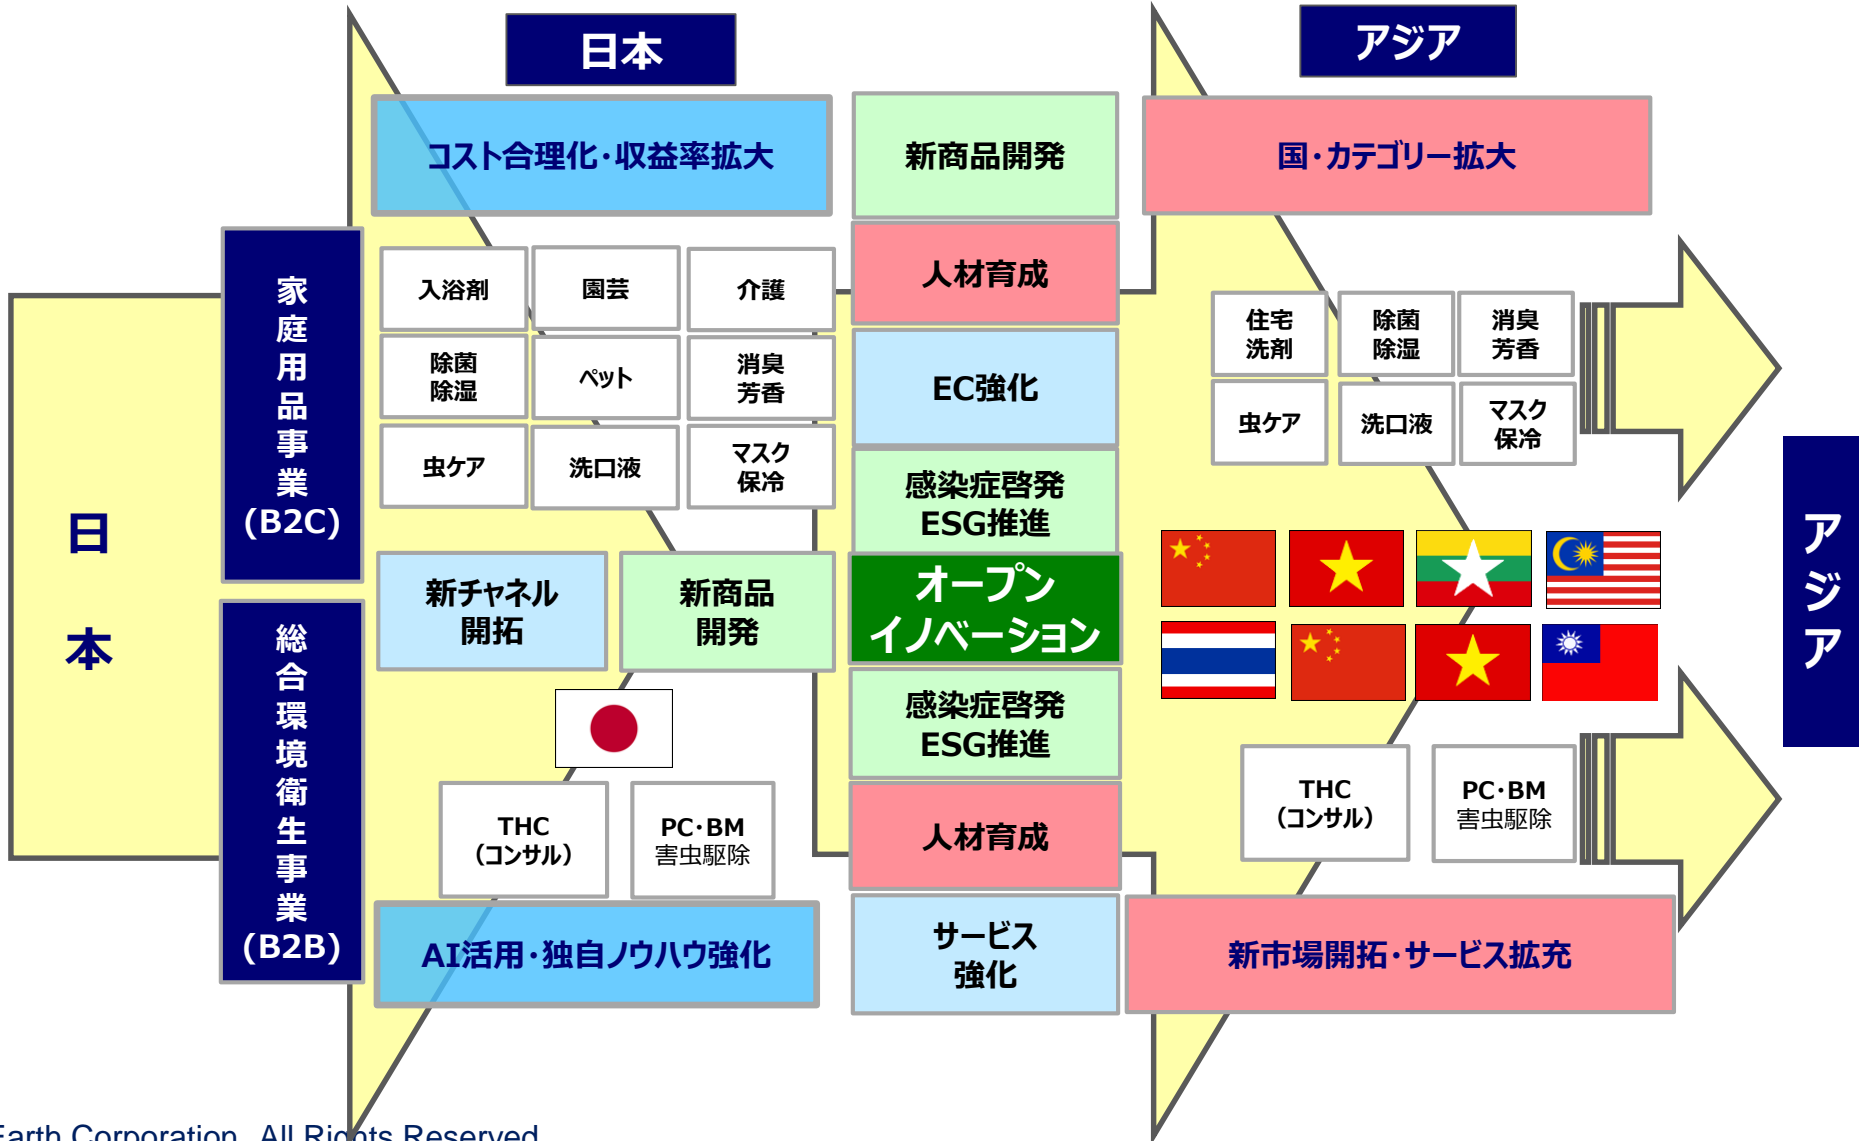 日本
アジア
コスト合理化・収益率拡大
新商品開発
国・カテゴリー拡大
人材育成
家
庭
用
品
事
業
(B2C)
入浴剤
園芸
介護
除菌
除湿
ペット
消臭
芳香
虫ケア
洗口液
マスク
保冷
EC強化
住宅
洗剤
除菌
除湿
消臭
芳香
虫ケア
洗口液
マスク
保冷
感染症啓発
ESG推進
日
本
新チャネル
開拓
新商品
開発
オープン
イノベーション
ア
ジ
ア
総
合
環
境
衛
生
事
業
(B2B)
感染症啓発
ESG推進
THC
（コンサル）
PC・BM
害虫駆除
人材育成
THC
（コンサル）
PC・BM
害虫駆除
AI活用・独自ノウハウ強化
サービス
強化
新市場開拓・サービス拡充
Earth Corporation All Rights Reserved